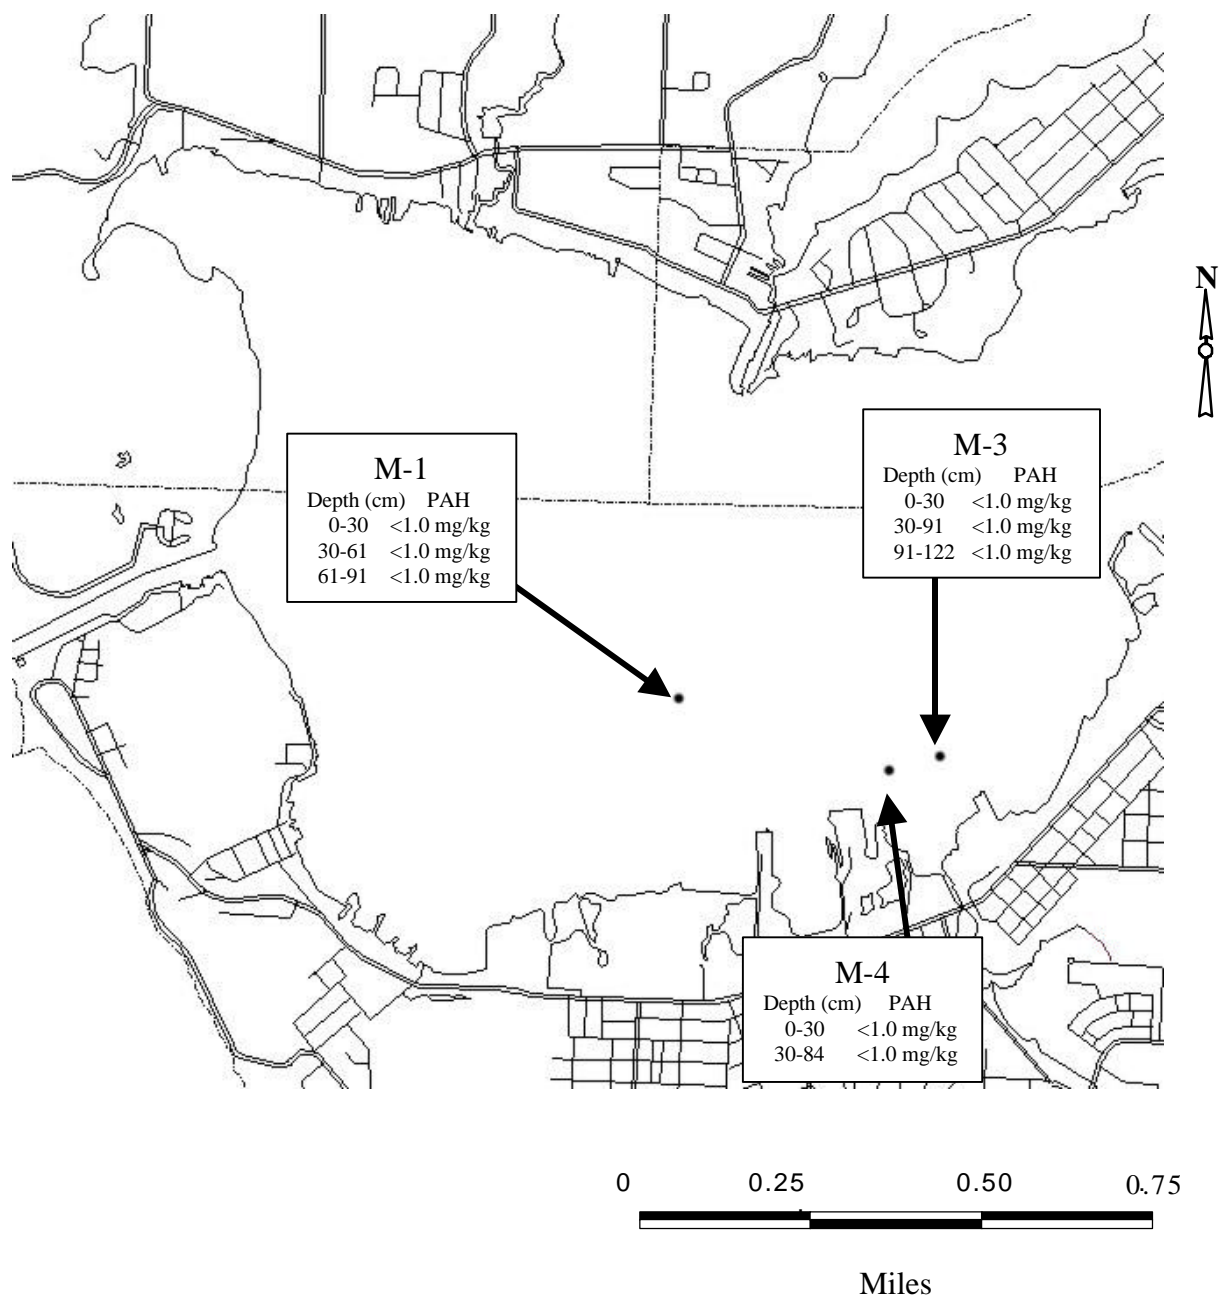 N
M-1
Depth (cm) PAH
0-30 <1.0 mg/kg
30-61 <1.0 mg/kg
61-91 <1.0 mg/kg
M-3
Depth (cm) PAH
0-30 <1.0 mg/kg
30-91 <1.0 mg/kg
91-122 <1.0 mg/kg
M-4
Depth (cm) PAH
0-30 <1.0 mg/kg
30-84 <1.0 mg/kg
0 0.25 0.50 0.75
Miles